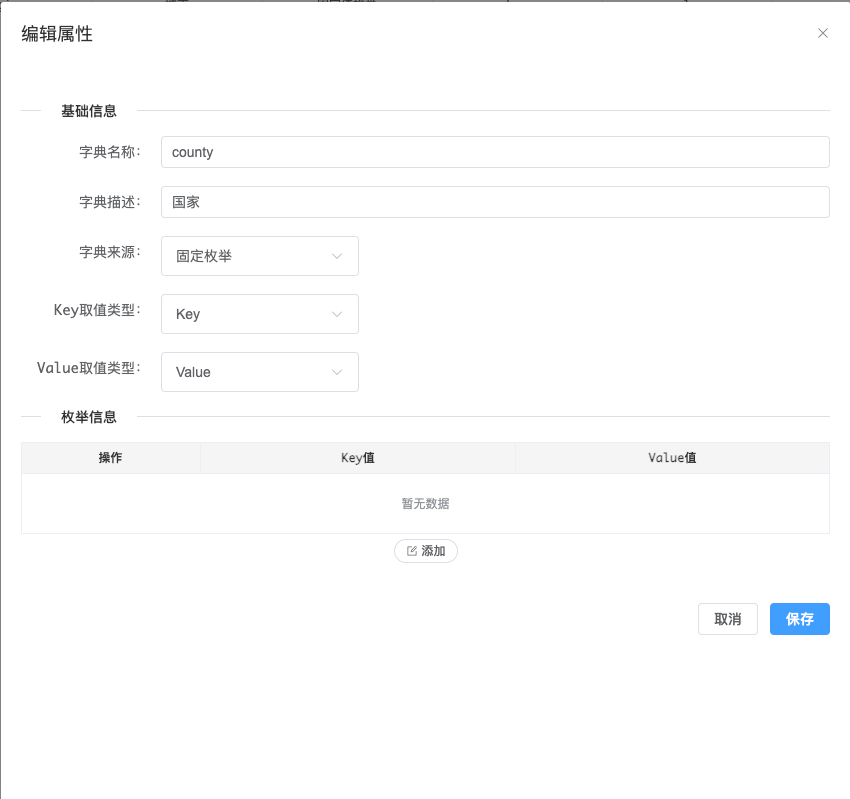 编辑属性
基础信息
字典名称: county
字典描述: 国家
字典来源: 固定枚举
Key取值类型: Key
Value取值类型: Value
枚举信息
操作 Key值 Value值
暂无数据
添加
取消 保存